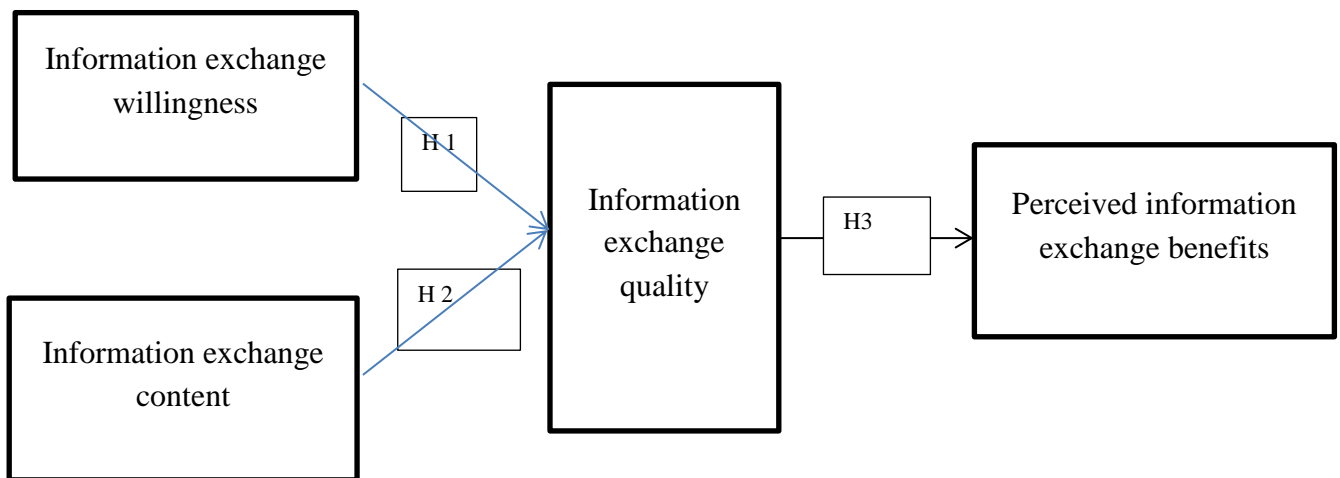 Information exchange
willingness
H 1
Information exchange
content
H 2
Information
exchange
quality
H3
Perceived information
exchange benefits